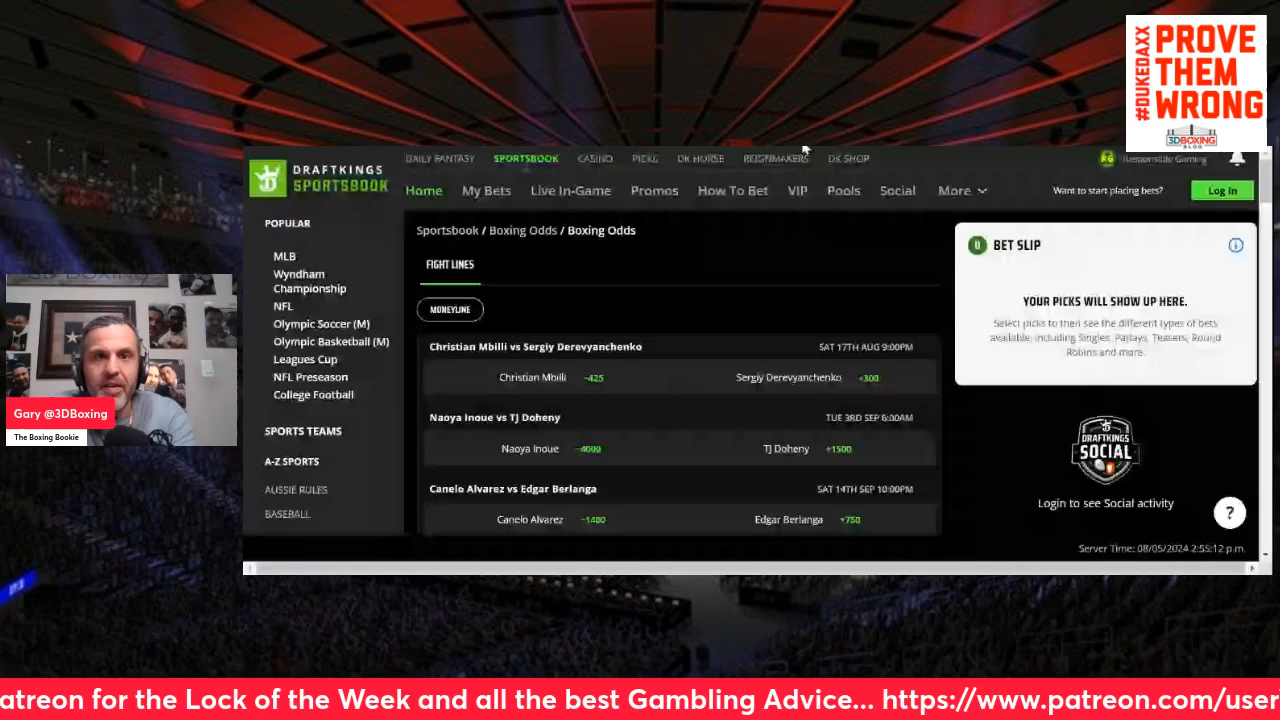 #DUKEDAXX
PROVE
THEM
WRONG
3DBOXING
BLOG
DRAFTKINGS
SPORTSBOOK
DAILY FANTASY SPORTSBOOK CASINO PICK6 DK HORSE REIGNMAKERS DK SHOP
RG Responsible Gaming
Home My Bets Live In-Game Promos How To Bet VIP Pools Social More
Want to start placing bets? Log In
POPULAR
MLB
Wyndham
Championship
NFL
Olympic Soccer (M)
Olympic Basketball (M)
Leagues Cup
NFL Preseason
College Football
SPORTS TEAMS
A-Z SPORTS
AUSSIE RULES
BASEBALL
Sportsbook / Boxing Odds / Boxing Odds
FIGHT LINES
MONEYLINE
Christian Mbilli vs Sergiy Derevyanchenko SAT 17TH AUG 9:00PM
Christian Mbilli -425 Sergiy Derevyanchenko +300
Naoya Inoue vs TJ Doheny TUE 3RD SEP 6:00AM
Naoya Inoue -4000 TJ Doheny +1500
Canelo Alvarez vs Edgar Berlanga SAT 14TH SEP 10:00PM
Canelo Alvarez -1400 Edgar Berlanga +750
0 BET SLIP
YOUR PICKS WILL SHOW UP HERE.
Select picks to then see the different types of bets
available, including Singles, Parlays, Teasers, Round
Robins and more.
DRAFTKINGS
SOCIAL
Login to see Social activity
?
Server Time: 08/05/2024 2:55:12 p.m.
3D BOXING
Gary @3DBoxing
The Boxing Bookie
atreon for the Lock of the Week and all the best Gambling Advice... https://www.patreon.com/user